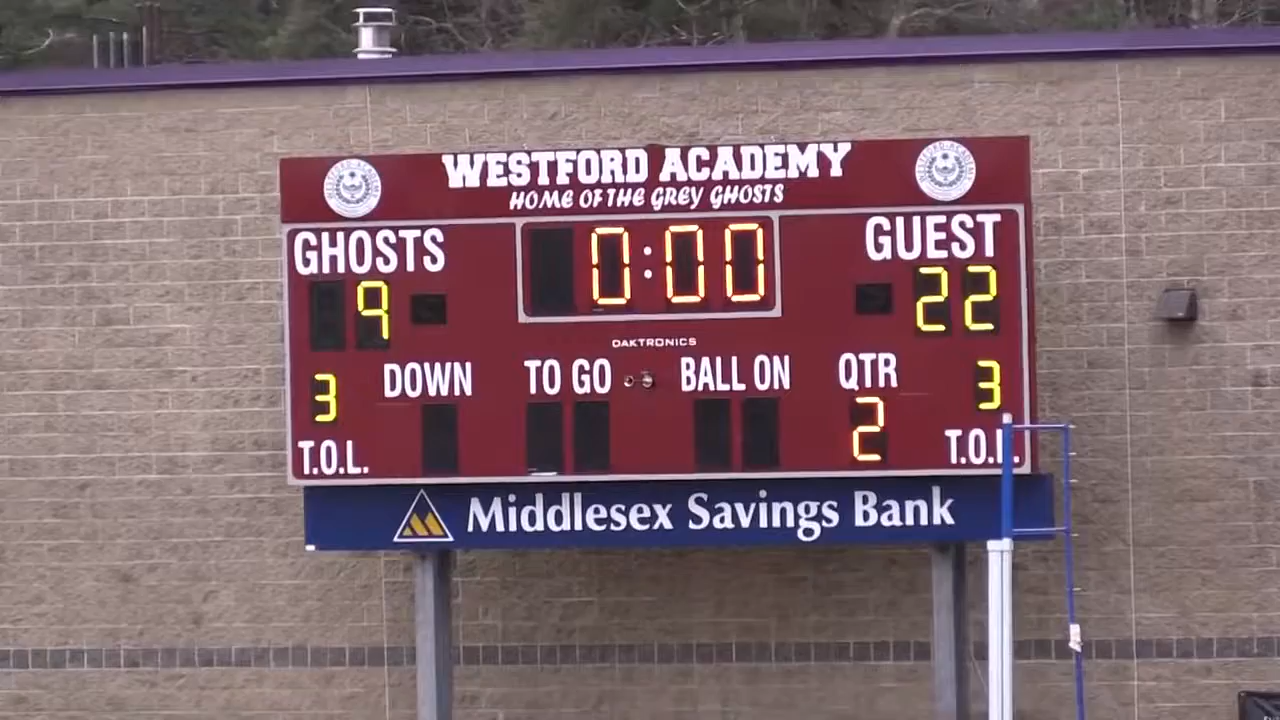 WESTFORD ACADEMY
HOME OF THE GREY GHOSTS
GHOSTS
0:00
GUEST
9
22
DAKTRONICS
3
DOWN
TO GO
BALL ON
QTR
3
2
T.O.L.
T.O.L.
Middlesex Savings Bank